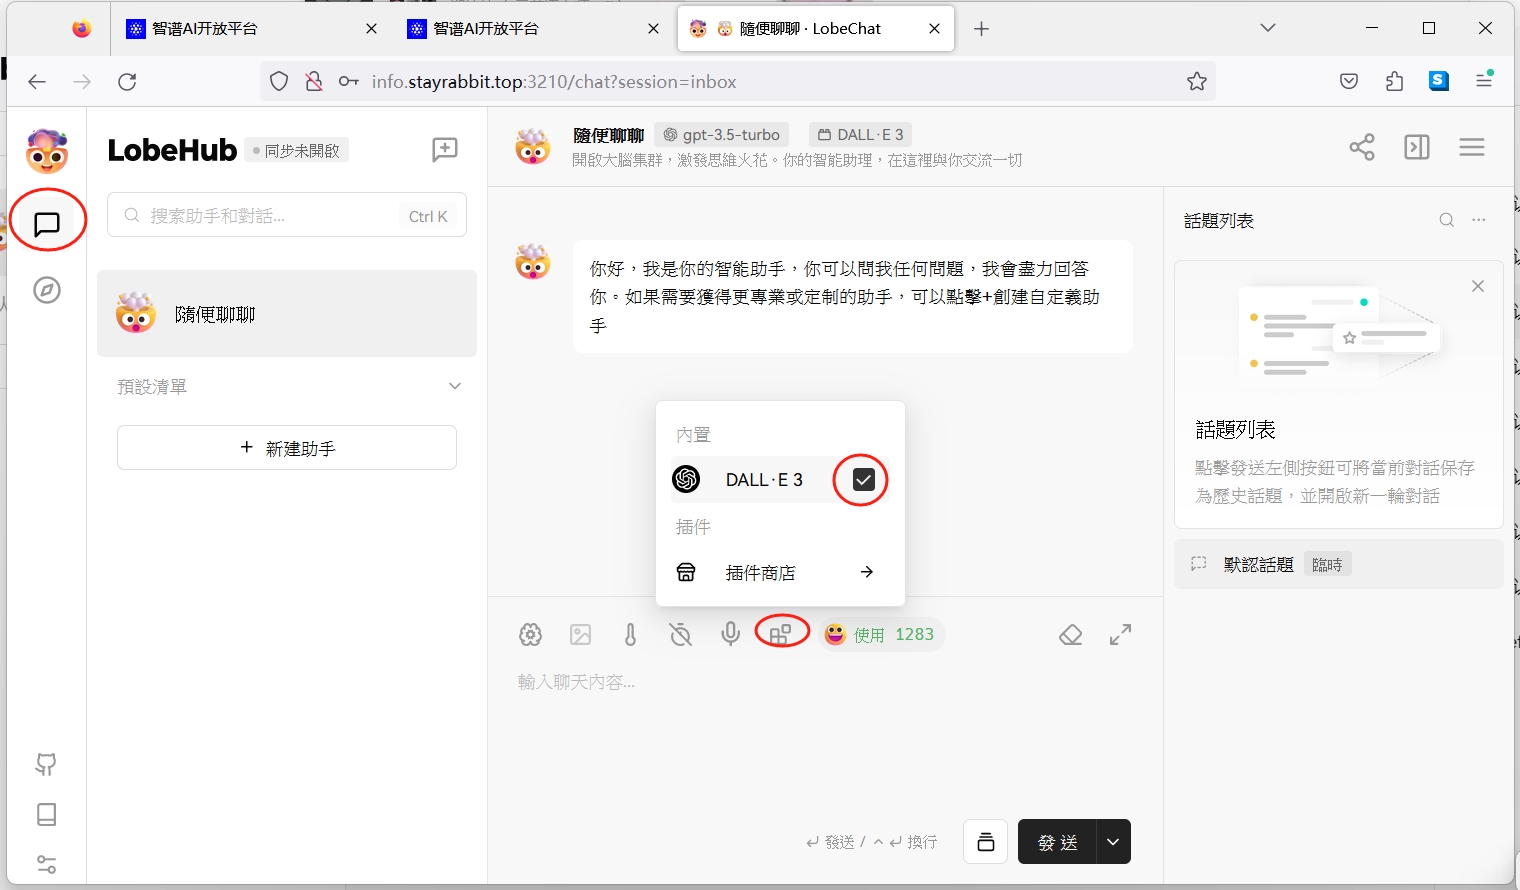 智谱AI开放平台
智谱AI开放平台
隨便聊聊 · LobeChat
info.stayrabbit.top:3210/chat?session=inbox
S
LobeHub
同步未開啟
搜索助手和對話...
Ctrl K
隨便聊聊
預設清單
+ 新建助手
隨便聊聊
gpt-3.5-turbo
DALL·E 3
開啟大腦集群，激發思維火花。你的智能助理，在這裡與你交流一切
你好，我是你的智能助手，你可以問我任何問題，我會盡力回答
你。如果需要獲得更專業或定制的助手，可以點擊+創建自定義助
手
內置
DALL·E 3
插件
插件商店
使用 1283
輸入聊天內容...
發送 / 換行
發 送
話題列表
話題列表
點擊發送左側按鈕可將當前對話保存
為歷史話題，並開啟新一輪對話
默認話題
臨時